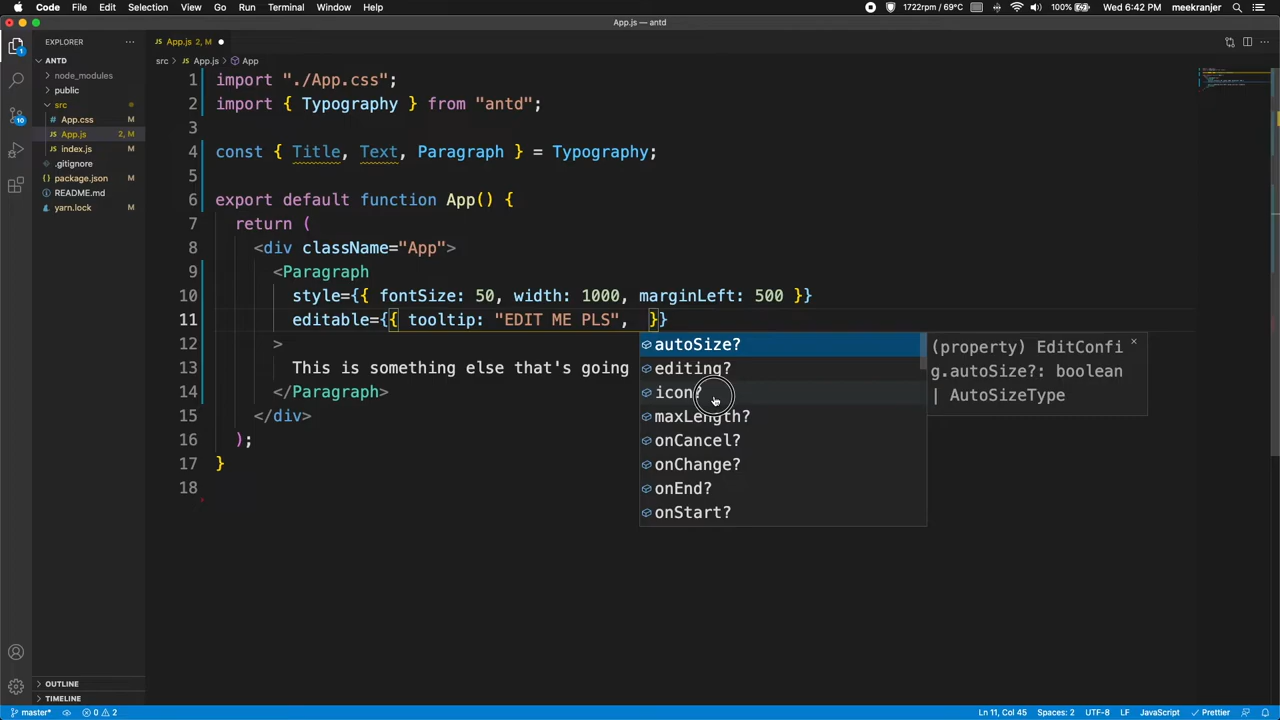 Code File Edit Selection View Go Run Terminal Window Help 1722rpm / 69°C 100% Wed 6:42 PM meekranjer
App.js — antd
EXPLORER ···
App.js 2, M
ANTD
src > App.js > App
node_modules
public
src
App.css M
App.js 2, M
index.js M
.gitignore
package.json M
README.md
yarn.lock M
1 import "./App.css";
2 import { Typography } from "antd";
3
4 const { Title, Text, Paragraph } = Typography;
5
6 export default function App() {
7 return (
8 <div className="App">
9 <Paragraph
10 style={{ fontSize: 50, width: 1000, marginLeft: 500 }}
11 editable={{ tooltip: "EDIT ME PLS", }}
12 >
13 This is something else that's going
14 </Paragraph>
15 </div>
16 );
17 }
18
autoSize?
editing?
icon?
maxLength?
onCancel?
onChange?
onEnd?
onStart?
(property) EditConfi
g.autoSize?: boolean
| AutoSizeType
1
10
OUTLINE
TIMELINE
master* 0 2 Ln 11, Col 45 Spaces: 2 UTF-8 LF JavaScript Prettier